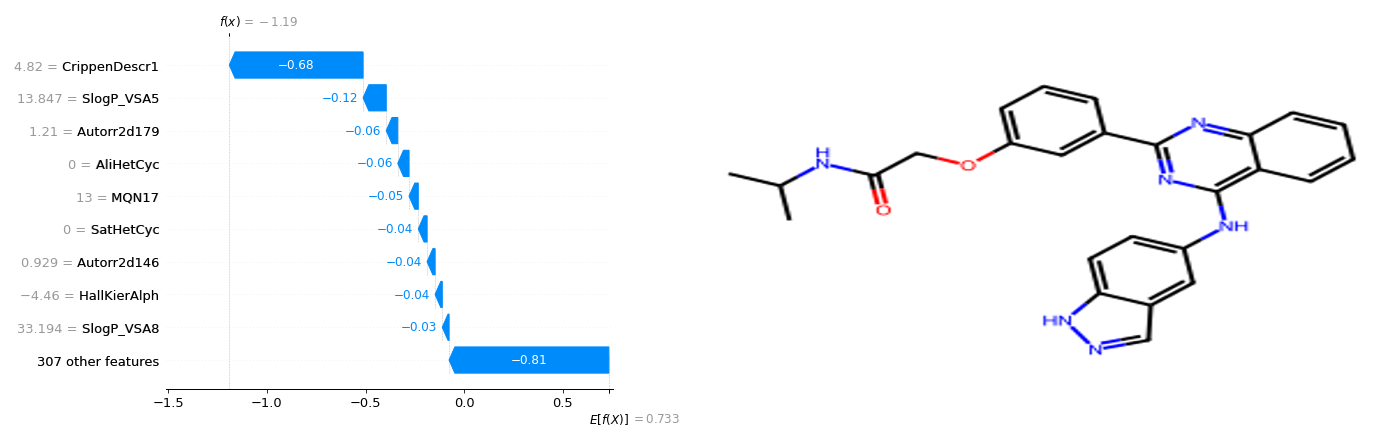 f(x) = −1.19
4.82 = CrippenDescr1
−0.68
13.847 = SlogP_VSA5
−0.12
1.21 = Autorr2d179
−0.06
0 = AliHetCyc
−0.06
13 = MQN17
−0.05
0 = SatHetCyc
−0.04
0.929 = Autorr2d146
−0.04
−4.46 = HallKierAlph
−0.04
33.194 = SlogP_VSA8
−0.03
307 other features
−0.81
−1.5 −1.0 −0.5 0.0 0.5
E[f(X)] = 0.733
N
H
N
O
O
N
NH
HN
N